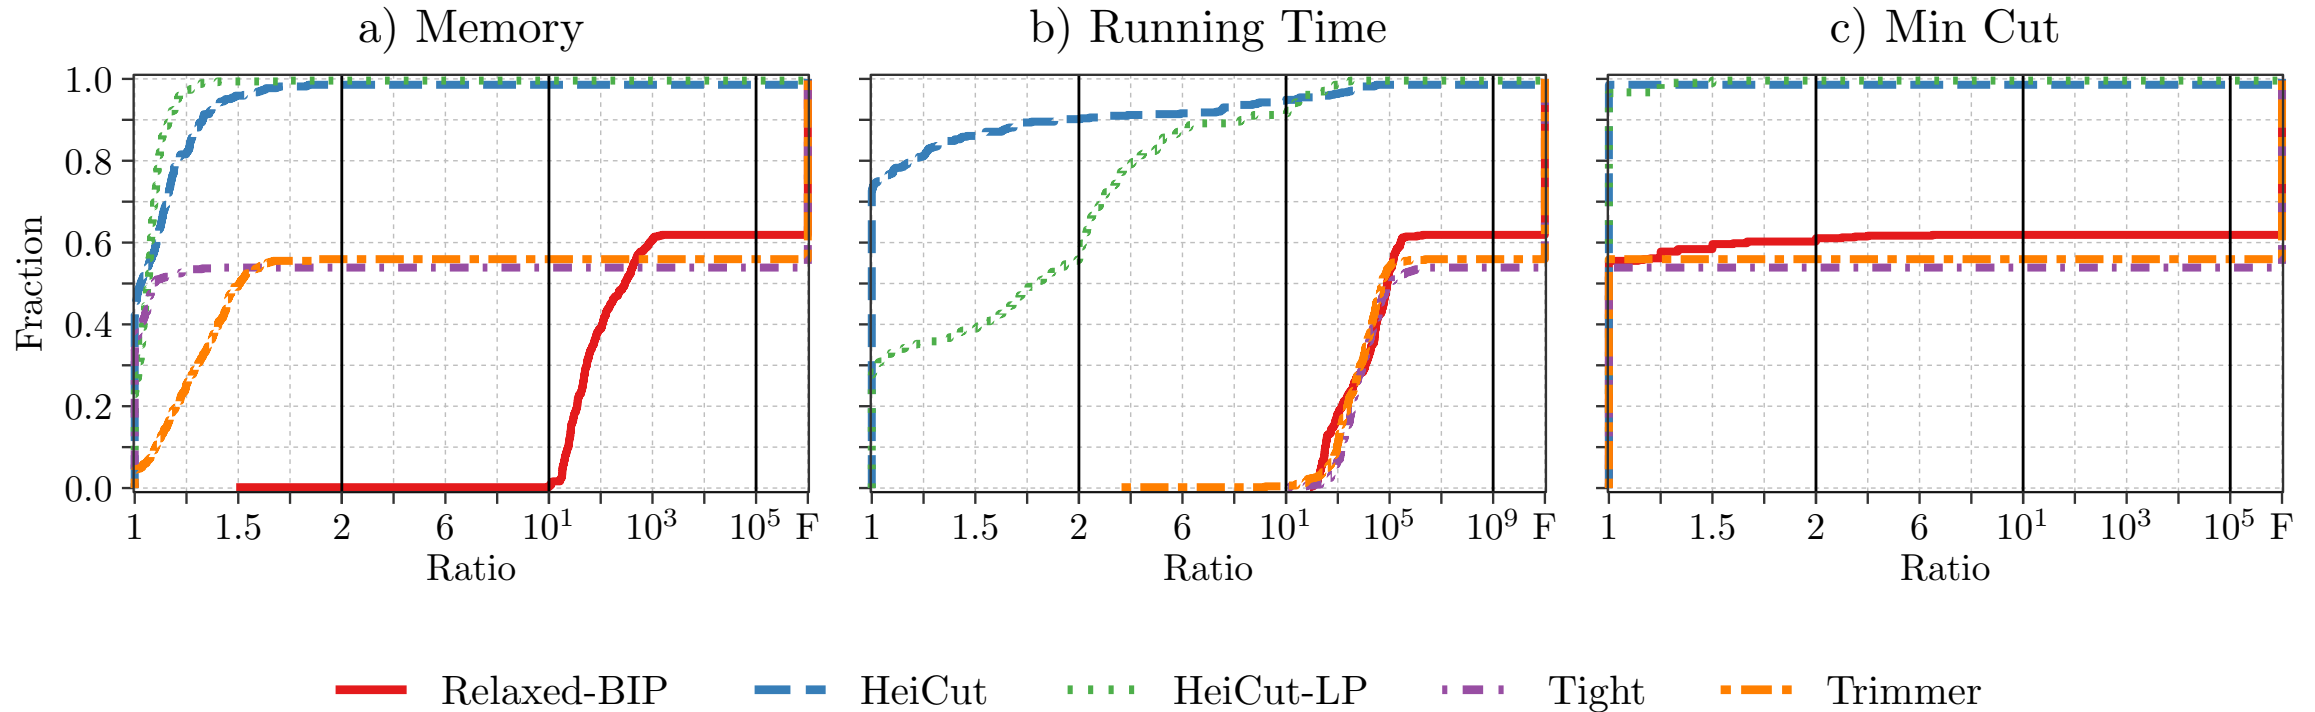 a) Memory
b) Running Time
c) Min Cut
Fraction
1.0
0.8
0.6
0.4
0.2
0.0
1 1.5 2 6 10¹ 10³ 10⁵ F
1 1.5 2 6 10¹ 10⁵ 10⁹ F
1 1.5 2 6 10¹ 10³ 10⁵ F
Ratio
Ratio
Ratio
Relaxed-BIP HeiCut HeiCut-LP Tight Trimmer